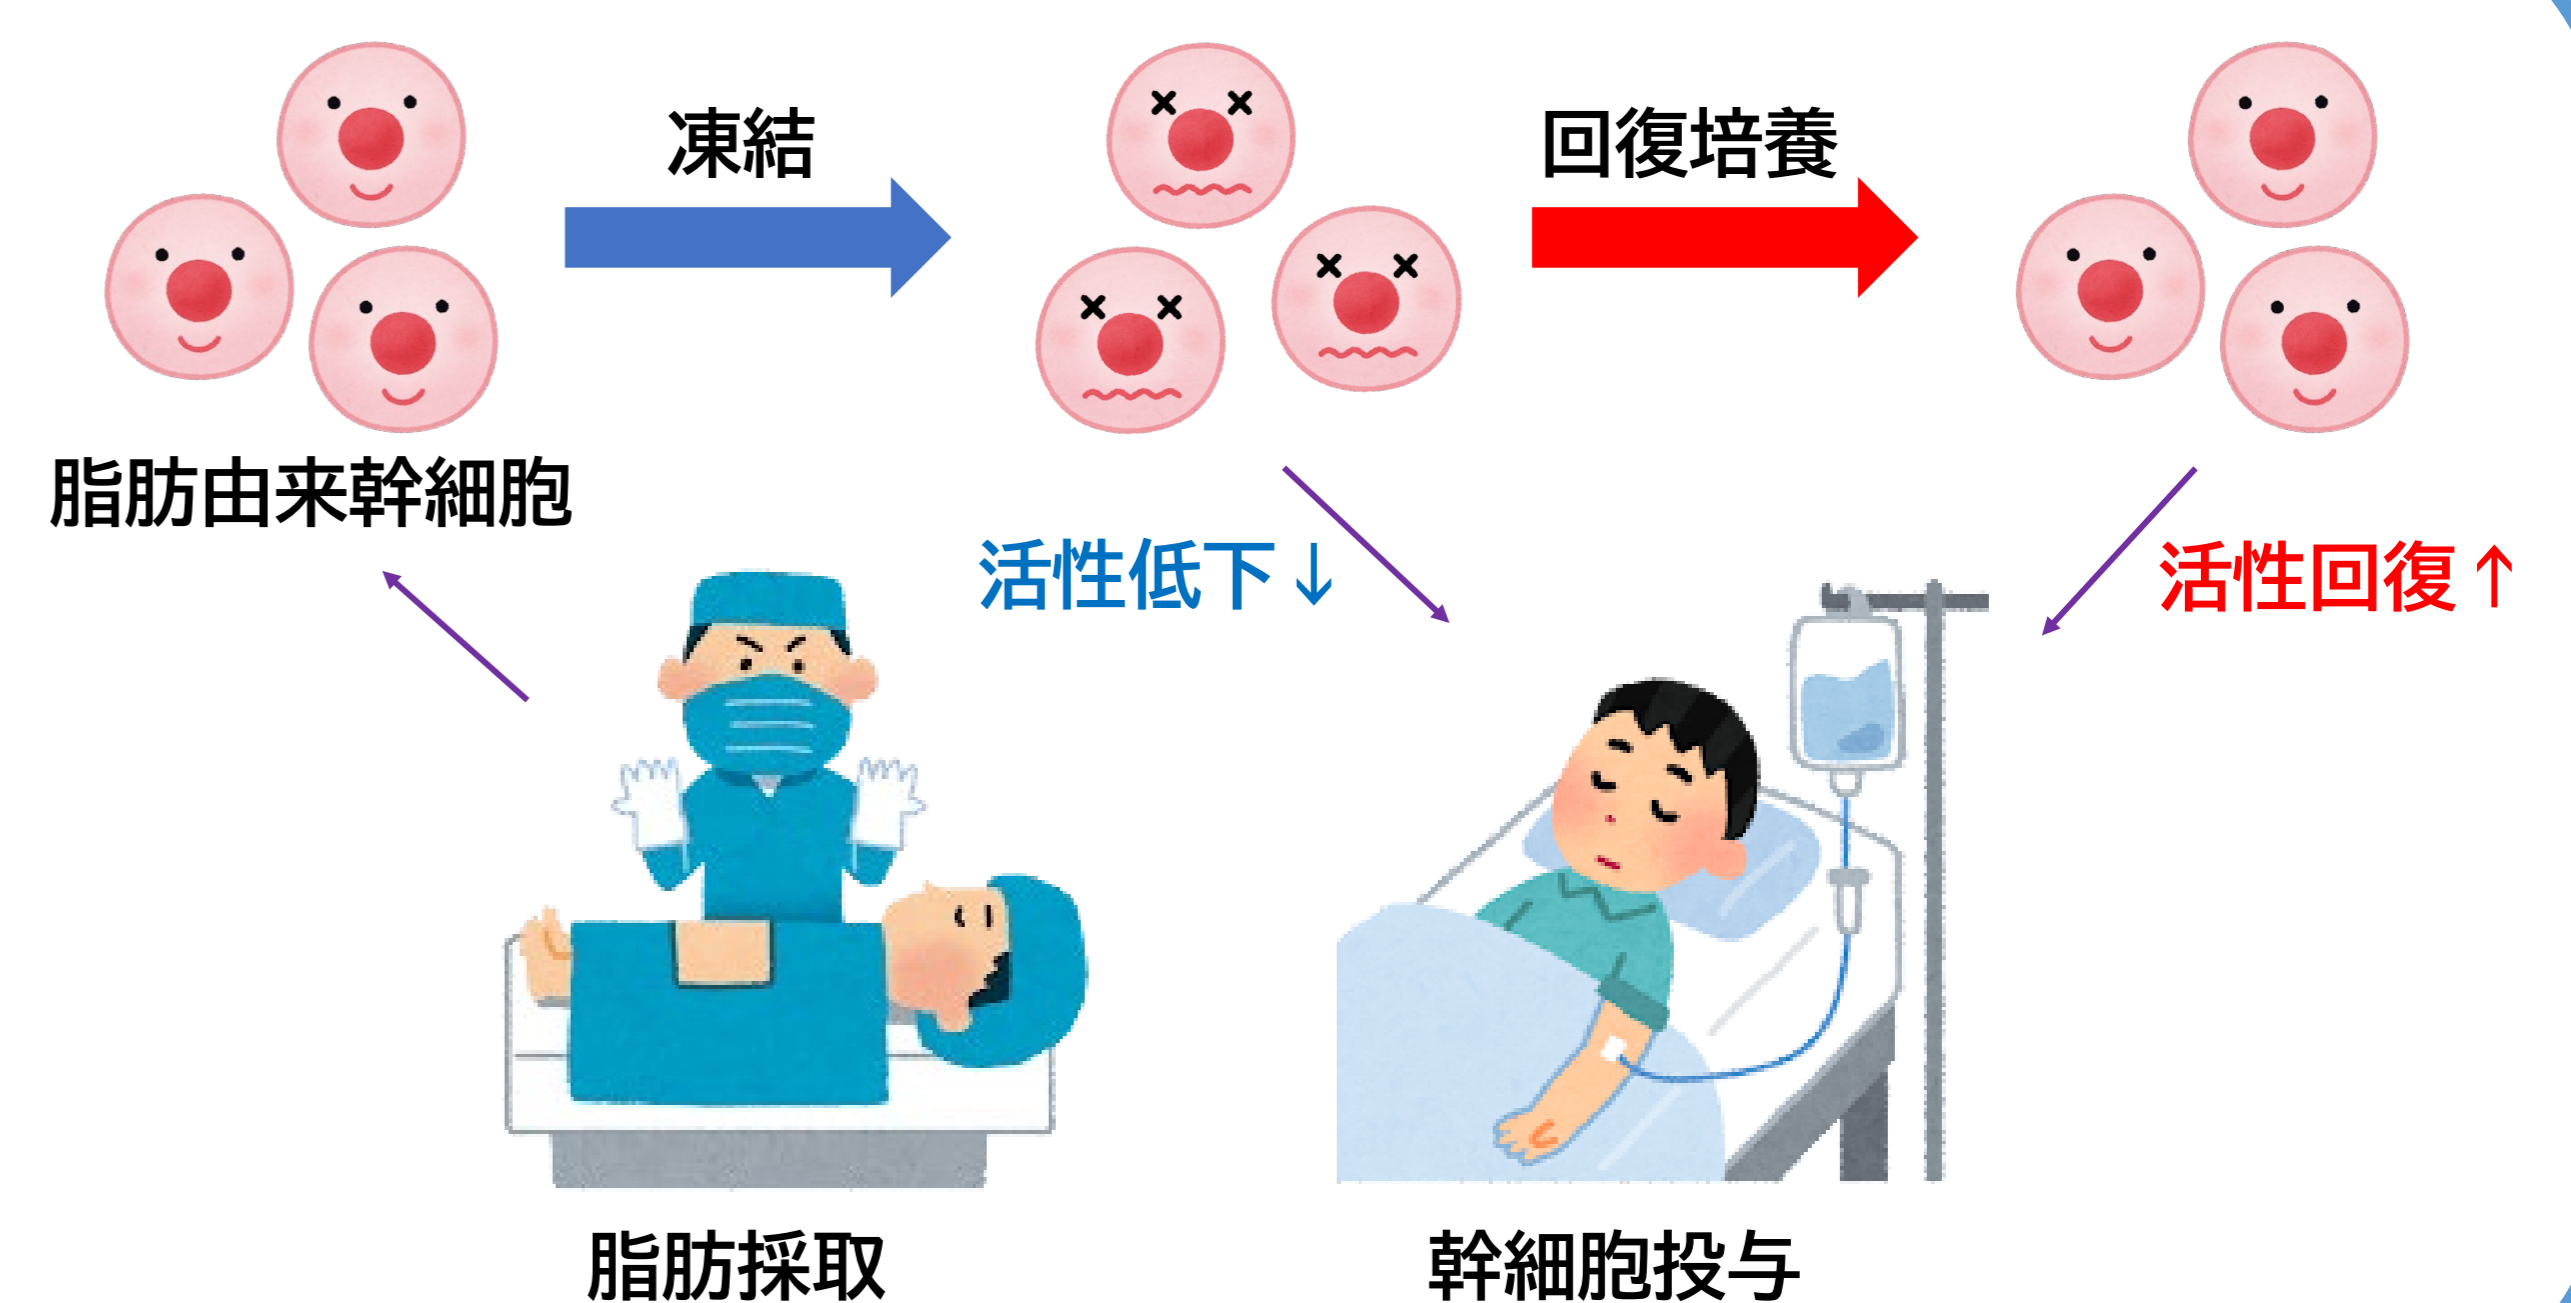 凍結
回復培養
脂肪由来幹細胞
活性低下↓
活性回復↑
脂肪採取
幹細胞投与